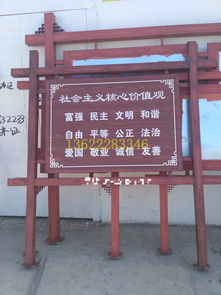 社会主义核心价值观
富强 民主 文明 和谐
自由 平等 公正 法治
13622283346
爱国 敬业 诚信 友善